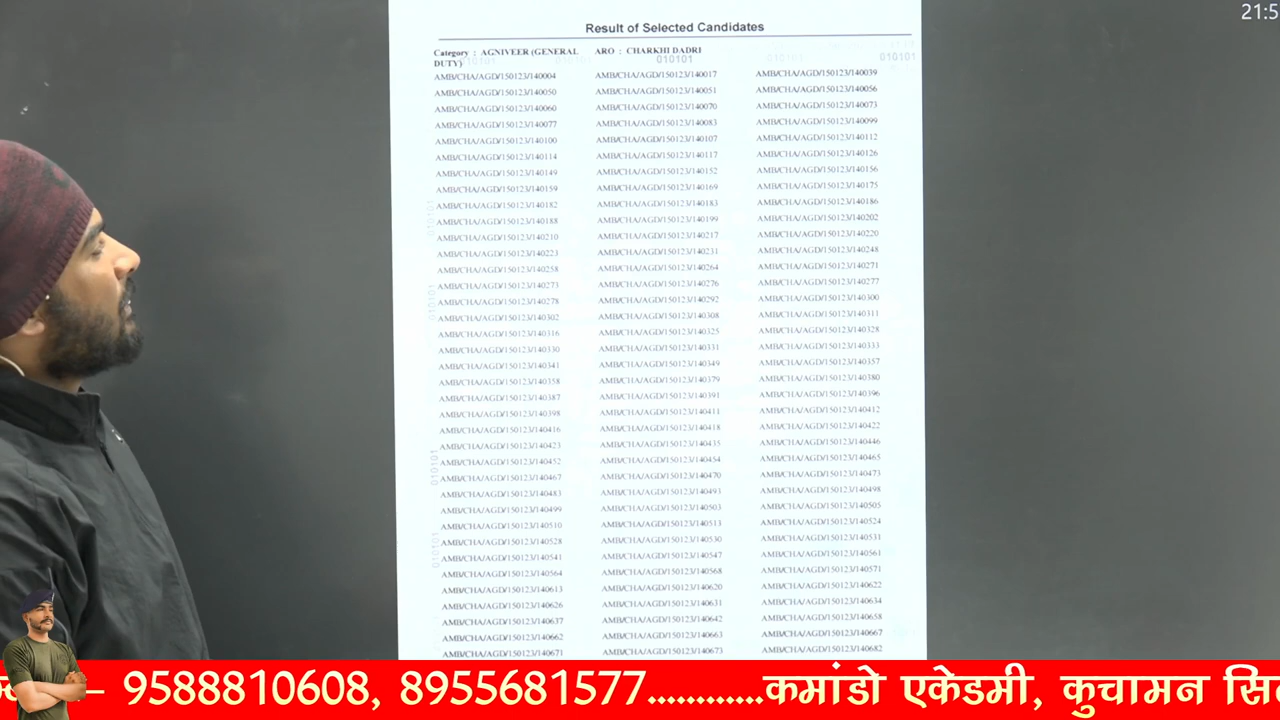 21:5
Result of Selected Candidates
Category : AGNIVEER (GENERAL DUTY) ARO : CHARKHI DADRI
010101 010101
AMB/CHA/AGD/150123/140004 AMB/CHA/AGD/150123/140017 AMB/CHA/AGD/150123/140039
AMB/CHA/AGD/150123/140050 AMB/CHA/AGD/150123/140051 AMB/CHA/AGD/150123/140056
AMB/CHA/AGD/150123/140060 AMB/CHA/AGD/150123/140070 AMB/CHA/AGD/150123/140073
AMB/CHA/AGD/150123/140077 AMB/CHA/AGD/150123/140083 AMB/CHA/AGD/150123/140099
AMB/CHA/AGD/150123/140100 AMB/CHA/AGD/150123/140107 AMB/CHA/AGD/150123/140112
AMB/CHA/AGD/150123/140114 AMB/CHA/AGD/150123/140117 AMB/CHA/AGD/150123/140126
AMB/CHA/AGD/150123/140149 AMB/CHA/AGD/150123/140152 AMB/CHA/AGD/150123/140156
AMB/CHA/AGD/150123/140159 AMB/CHA/AGD/150123/140169 AMB/CHA/AGD/150123/140175
AMB/CHA/AGD/150123/140182 AMB/CHA/AGD/150123/140183 AMB/CHA/AGD/150123/140186
AMB/CHA/AGD/150123/140188 AMB/CHA/AGD/150123/140199 AMB/CHA/AGD/150123/140202
AMB/CHA/AGD/150123/140210 AMB/CHA/AGD/150123/140217 AMB/CHA/AGD/150123/140220
AMB/CHA/AGD/150123/140223 AMB/CHA/AGD/150123/140231 AMB/CHA/AGD/150123/140248
AMB/CHA/AGD/150123/140258 AMB/CHA/AGD/150123/140264 AMB/CHA/AGD/150123/140271
AMB/CHA/AGD/150123/140273 AMB/CHA/AGD/150123/140276 AMB/CHA/AGD/150123/140277
AMB/CHA/AGD/150123/140278 AMB/CHA/AGD/150123/140292 AMB/CHA/AGD/150123/140300
AMB/CHA/AGD/150123/140302 AMB/CHA/AGD/150123/140308 AMB/CHA/AGD/150123/140311
AMB/CHA/AGD/150123/140316 AMB/CHA/AGD/150123/140325 AMB/CHA/AGD/150123/140328
AMB/CHA/AGD/150123/140330 AMB/CHA/AGD/150123/140331 AMB/CHA/AGD/150123/140333
AMB/CHA/AGD/150123/140341 AMB/CHA/AGD/150123/140349 AMB/CHA/AGD/150123/140357
AMB/CHA/AGD/150123/140358 AMB/CHA/AGD/150123/140379 AMB/CHA/AGD/150123/140380
AMB/CHA/AGD/150123/140387 AMB/CHA/AGD/150123/140391 AMB/CHA/AGD/150123/140396
AMB/CHA/AGD/150123/140398 AMB/CHA/AGD/150123/140411 AMB/CHA/AGD/150123/140412
AMB/CHA/AGD/150123/140416 AMB/CHA/AGD/150123/140418 AMB/CHA/AGD/150123/140422
AMB/CHA/AGD/150123/140423 AMB/CHA/AGD/150123/140435 AMB/CHA/AGD/150123/140446
AMB/CHA/AGD/150123/140452 AMB/CHA/AGD/150123/140454 AMB/CHA/AGD/150123/140465
AMB/CHA/AGD/150123/140467 AMB/CHA/AGD/150123/140470 AMB/CHA/AGD/150123/140473
AMB/CHA/AGD/150123/140483 AMB/CHA/AGD/150123/140493 AMB/CHA/AGD/150123/140498
AMB/CHA/AGD/150123/140499 AMB/CHA/AGD/150123/140503 AMB/CHA/AGD/150123/140505
AMB/CHA/AGD/150123/140510 AMB/CHA/AGD/150123/140513 AMB/CHA/AGD/150123/140524
AMB/CHA/AGD/150123/140528 AMB/CHA/AGD/150123/140530 AMB/CHA/AGD/150123/140531
AMB/CHA/AGD/150123/140541 AMB/CHA/AGD/150123/140547 AMB/CHA/AGD/150123/140561
AMB/CHA/AGD/150123/140564 AMB/CHA/AGD/150123/140568 AMB/CHA/AGD/150123/140571
AMB/CHA/AGD/150123/140613 AMB/CHA/AGD/150123/140620 AMB/CHA/AGD/150123/140622
AMB/CHA/AGD/150123/140626 AMB/CHA/AGD/150123/140631 AMB/CHA/AGD/150123/140634
AMB/CHA/AGD/150123/140637 AMB/CHA/AGD/150123/140642 AMB/CHA/AGD/150123/140658
AMB/CHA/AGD/150123/140662 AMB/CHA/AGD/150123/140663 AMB/CHA/AGD/150123/140667
AMB/CHA/AGD/150123/140671 AMB/CHA/AGD/150123/140673 AMB/CHA/AGD/150123/140682
– 9588810608, 8955681577............कमांडो एकेडमी, कुचामन सि